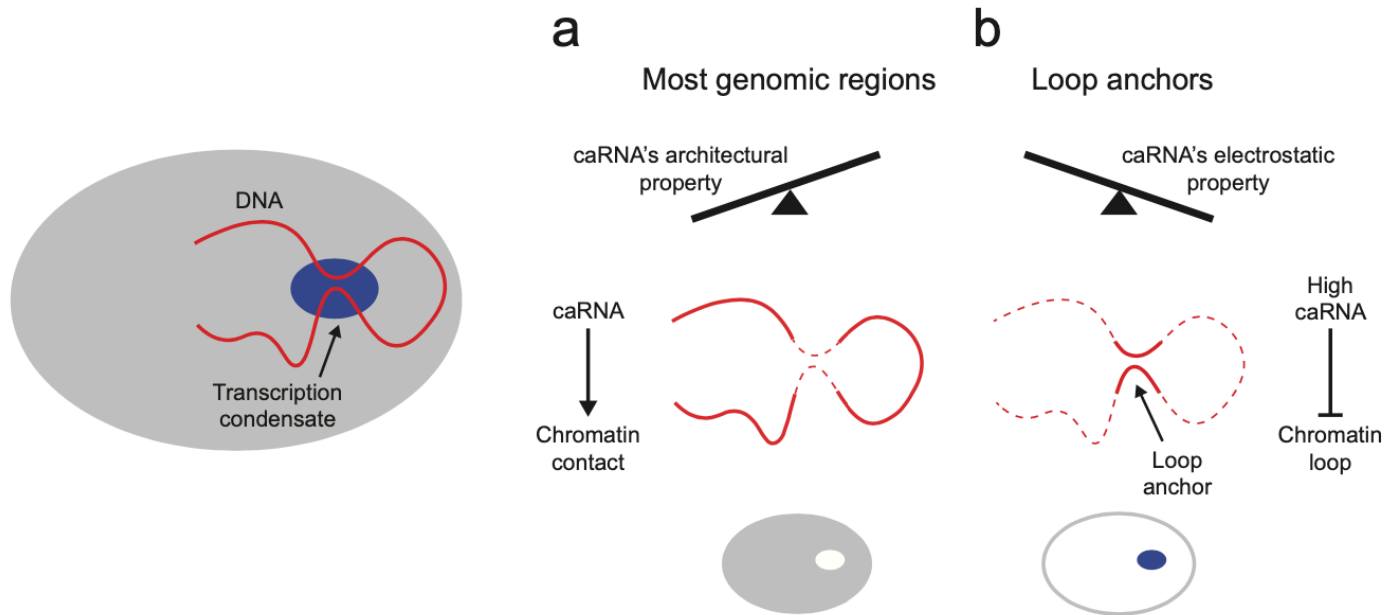 DNA
Transcription
condensate
a
Most genomic regions
caRNA’s architectural
property
caRNA
Chromatin
contact
b
Loop anchors
caRNA’s electrostatic
property
Loop
anchor
High
caRNA
Chromatin
loop